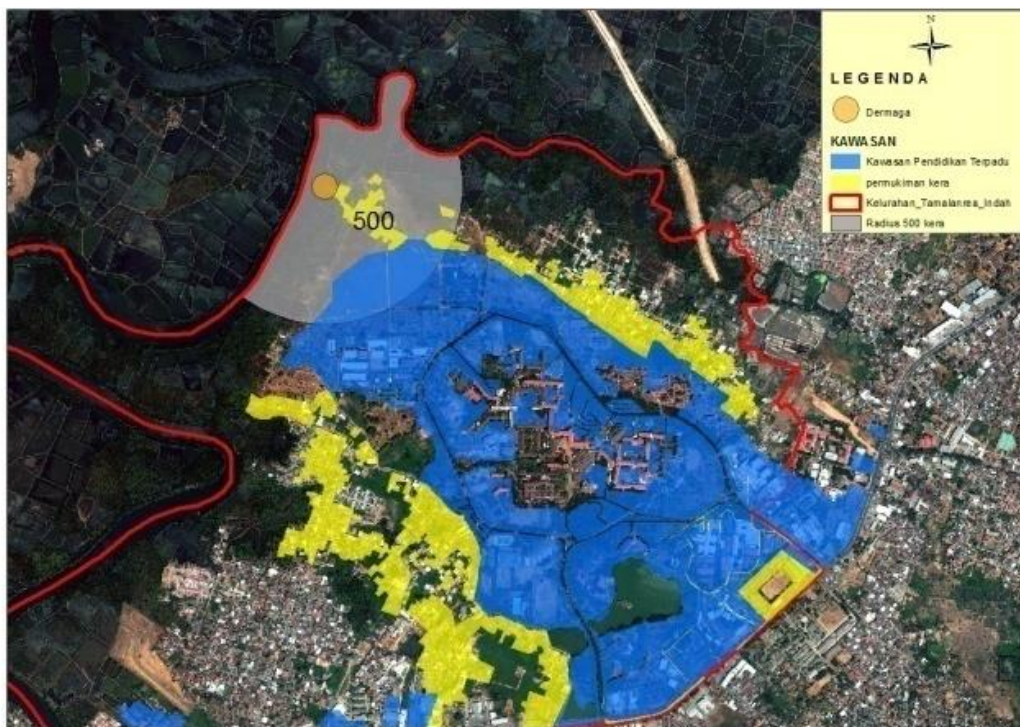 N
LEGENDA
Dermaga
KAWASAN
Kawasan Pendidikan Terpadu
permukiman kera
Kelurahan_Tamalanrea_Indah
Radius 500 kera
500